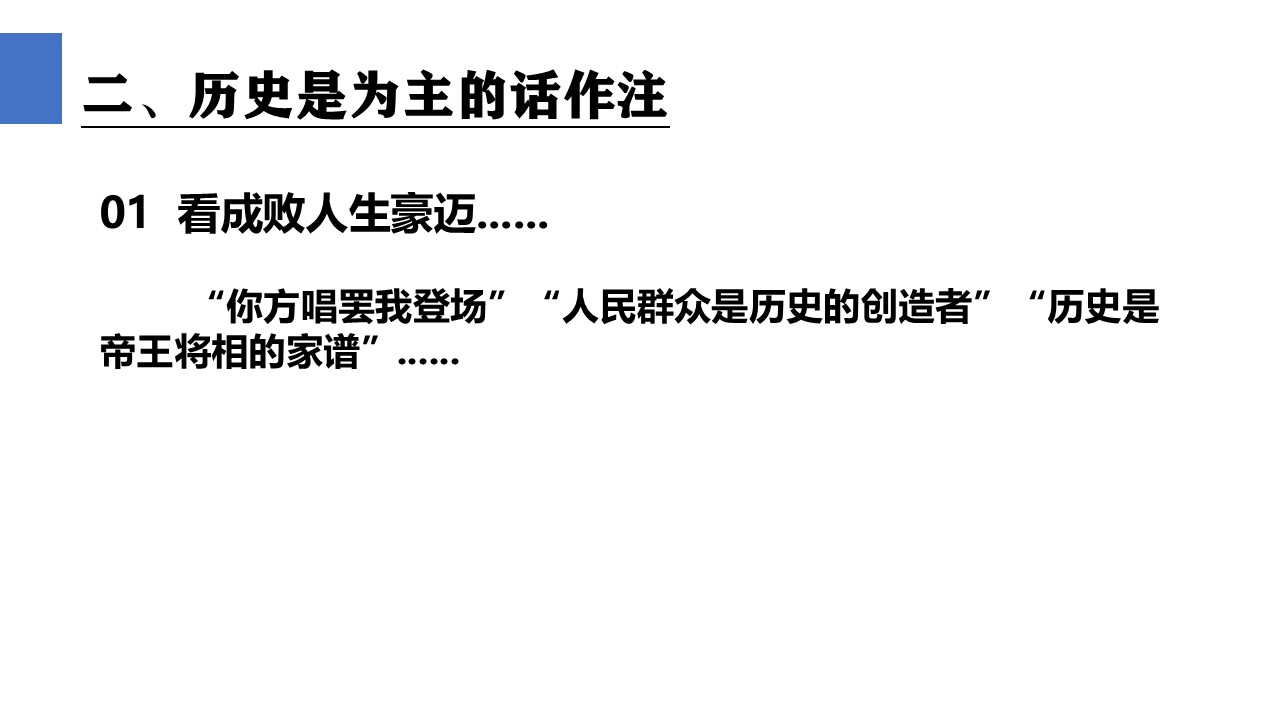 二、历史是为主的话作注
01 看成败人生豪迈......
“你方唱罢我登场” “人民群众是历史的创造者” “历史是
帝王将相的家谱” ......